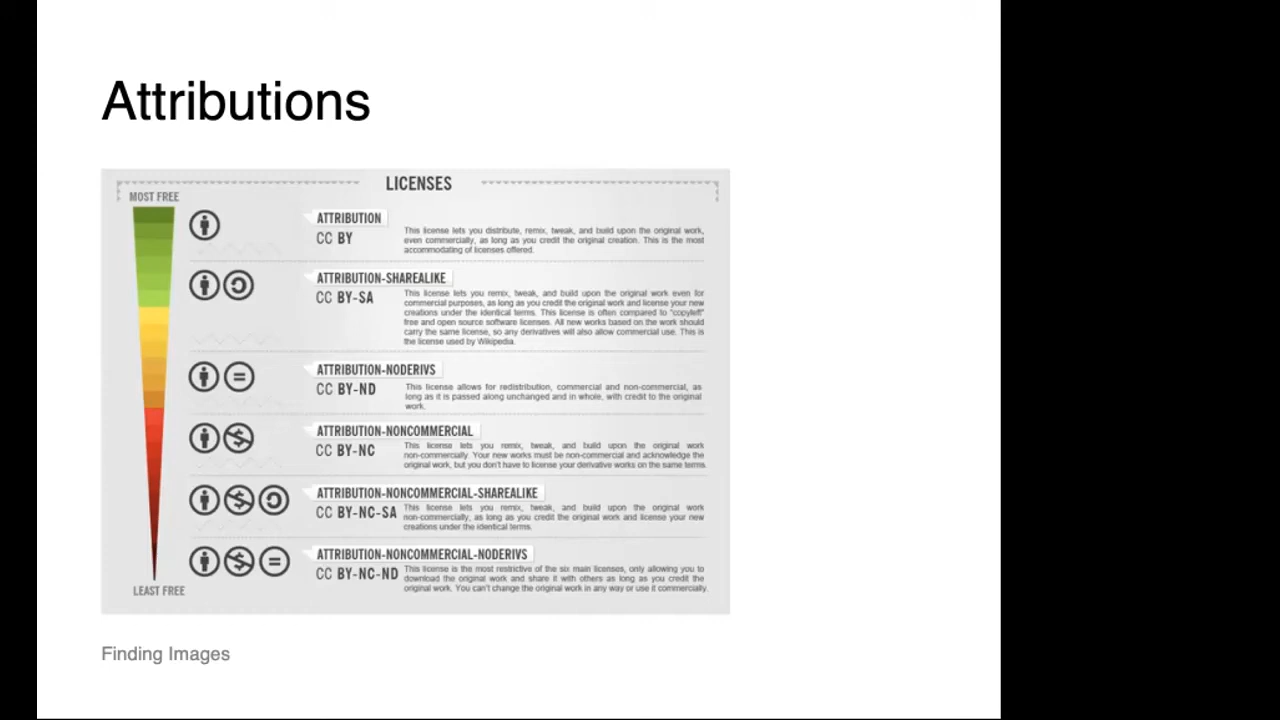 Attributions
LICENSES
MOST FREE
ATTRIBUTION
CC BY
This license lets you distribute, remix, tweak, and build upon the original work,
even commercially, as long as you credit the original creation. This is the most
accommodating of licenses offered.
ATTRIBUTION-SHAREALIKE
CC BY-SA
This license lets you remix, tweak, and build upon the original work even for
commercial purposes, as long as you credit the original work and license your new
creations under the identical terms. This license is often compared to "copyleft"
free and open source software licenses. All new works based on the work should
carry the same license, so any derivatives will also allow commercial use. This is
the license used by Wikipedia.
ATTRIBUTION-NODERIVS
CC BY-ND
This license allows for redistribution, commercial and non-commercial, as
long as it is passed along unchanged and in whole, with credit to the original
work.
ATTRIBUTION-NONCOMMERCIAL
CC BY-NC
This license lets you remix, tweak, and build upon the original work
non-commercially. Your new works must be non-commercial and acknowledge the
original work, but you don't have to license your derivative works on the same terms.
ATTRIBUTION-NONCOMMERCIAL-SHAREALIKE
CC BY-NC-SA
This license lets you remix, tweak, and build upon the original work
non-commercially, as long as you credit the original work and license your new
creations under the identical terms.
ATTRIBUTION-NONCOMMERCIAL-NODERIVS
CC BY-NC-ND
This license is the most restrictive of the six main licenses, only allowing you to
download the original work and share it with others as long as you credit the
original work. You can't change the original work in any way or use it commercially.
LEAST FREE
Finding Images